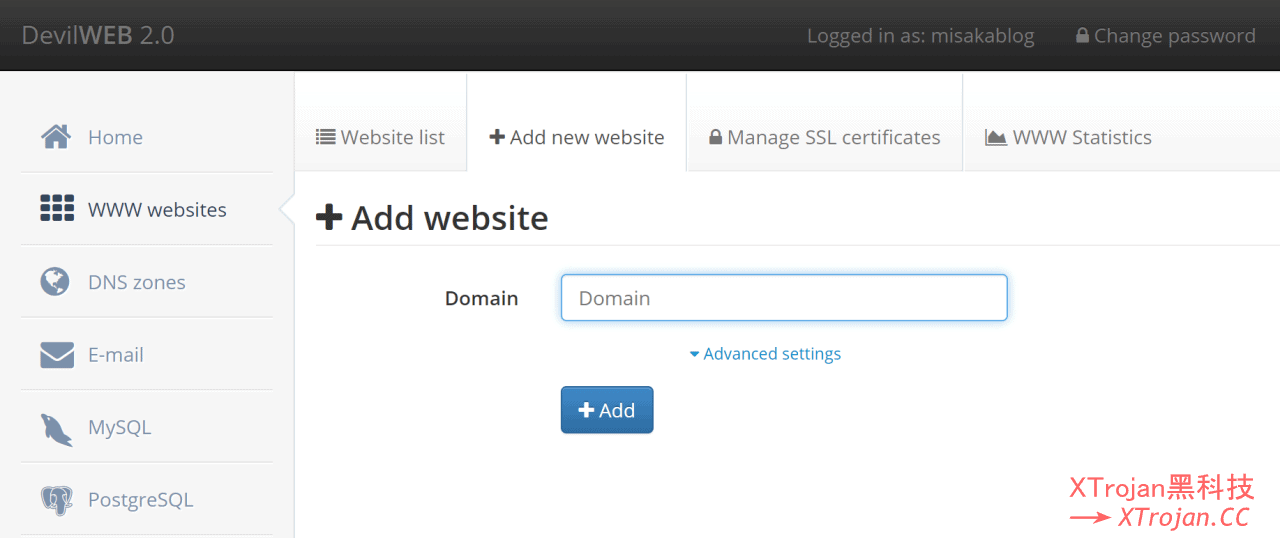 DevilWEB 2.0
Logged in as: misakablog
Change password
Home
WWW websites
DNS zones
E-mail
MySQL
PostgreSQL
Website list
Add new website
Manage SSL certificates
WWW Statistics
Add website
Domain
Domain
Advanced settings
Add
XTrojan黑科技
XTrojan.CC